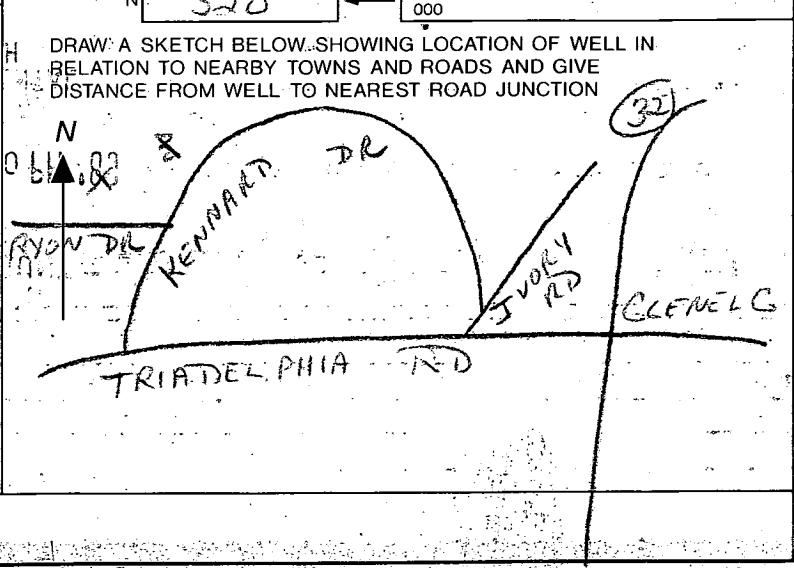 N 320
000
H
DRAW A SKETCH BELOW SHOWING LOCATION OF WELL IN
RELATION TO NEARBY TOWNS AND ROADS AND GIVE
DISTANCE FROM WELL TO NEAREST ROAD JUNCTION
32
N
KENNARD DR
RYON DR
IVORY
RD
GLENELG
TRIADELPHIA RD